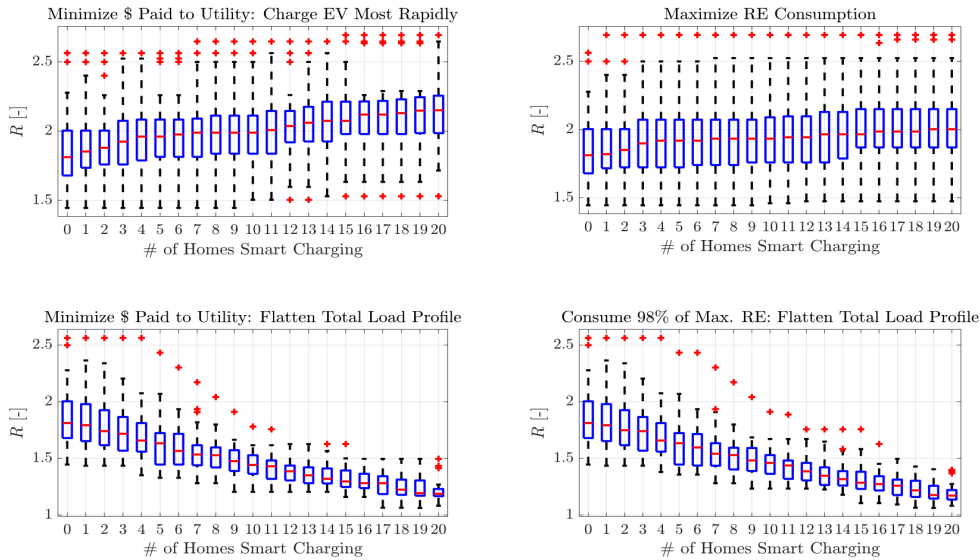 Minimize $ Paid to Utility: Charge EV Most Rapidly
2.5
2
1.5
R [-]
0 1 2 3 4 5 6 7 8 9 10 11 12 13 14 15 16 17 18 19 20
# of Homes Smart Charging
Maximize RE Consumption
2.5
2
1.5
R [-]
0 1 2 3 4 5 6 7 8 9 10 11 12 13 14 15 16 17 18 19 20
# of Homes Smart Charging
Minimize $ Paid to Utility: Flatten Total Load Profile
2.5
2
1.5
1
R [-]
0 1 2 3 4 5 6 7 8 9 10 11 12 13 14 15 16 17 18 19 20
# of Homes Smart Charging
Consume 98% of Max. RE: Flatten Total Load Profile
2.5
2
1.5
1
R [-]
0 1 2 3 4 5 6 7 8 9 10 11 12 13 14 15 16 17 18 19 20
# of Homes Smart Charging